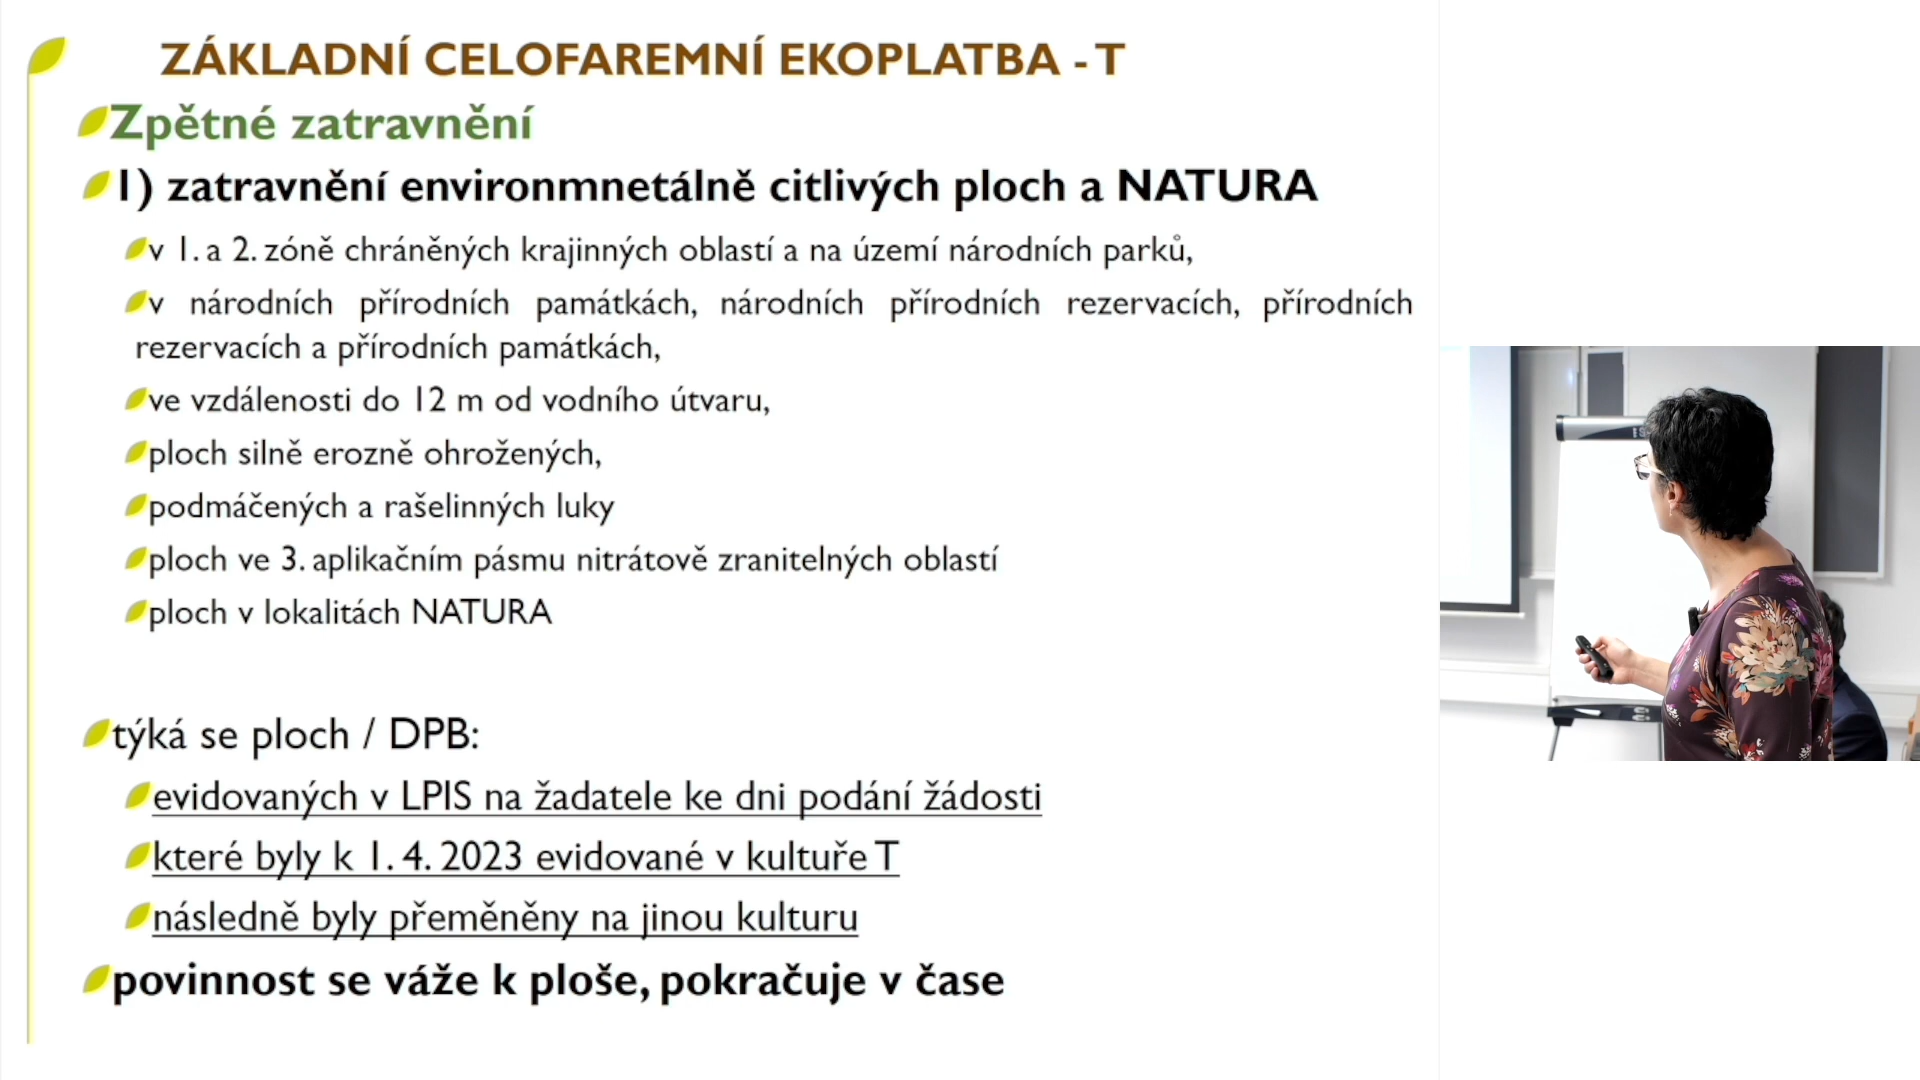 ZÁKLADNÍ CELOFAREMNÍ EKOPLATBA - T
Zpětné zatravnění
1) zatravnění environmnetálně citlivých ploch a NATURA
v 1. a 2. zóně chráněných krajinných oblastí a na území národních parků,
v národních přírodních památkách, národních přírodních rezervacích, přírodních
rezervacích a přírodních památkách,
ve vzdálenosti do 12 m od vodního útvaru,
ploch silně erozně ohrožených,
podmáčených a rašelinných luky
ploch ve 3. aplikačním pásmu nitrátově zranitelných oblastí
ploch v lokalitách NATURA
týká se ploch / DPB:
evidovaných v LPIS na žadatele ke dni podání žádosti
které byly k 1. 4. 2023 evidované v kultuře T
následně byly přeměněny na jinou kulturu
povinnost se váže k ploše, pokračuje v čase